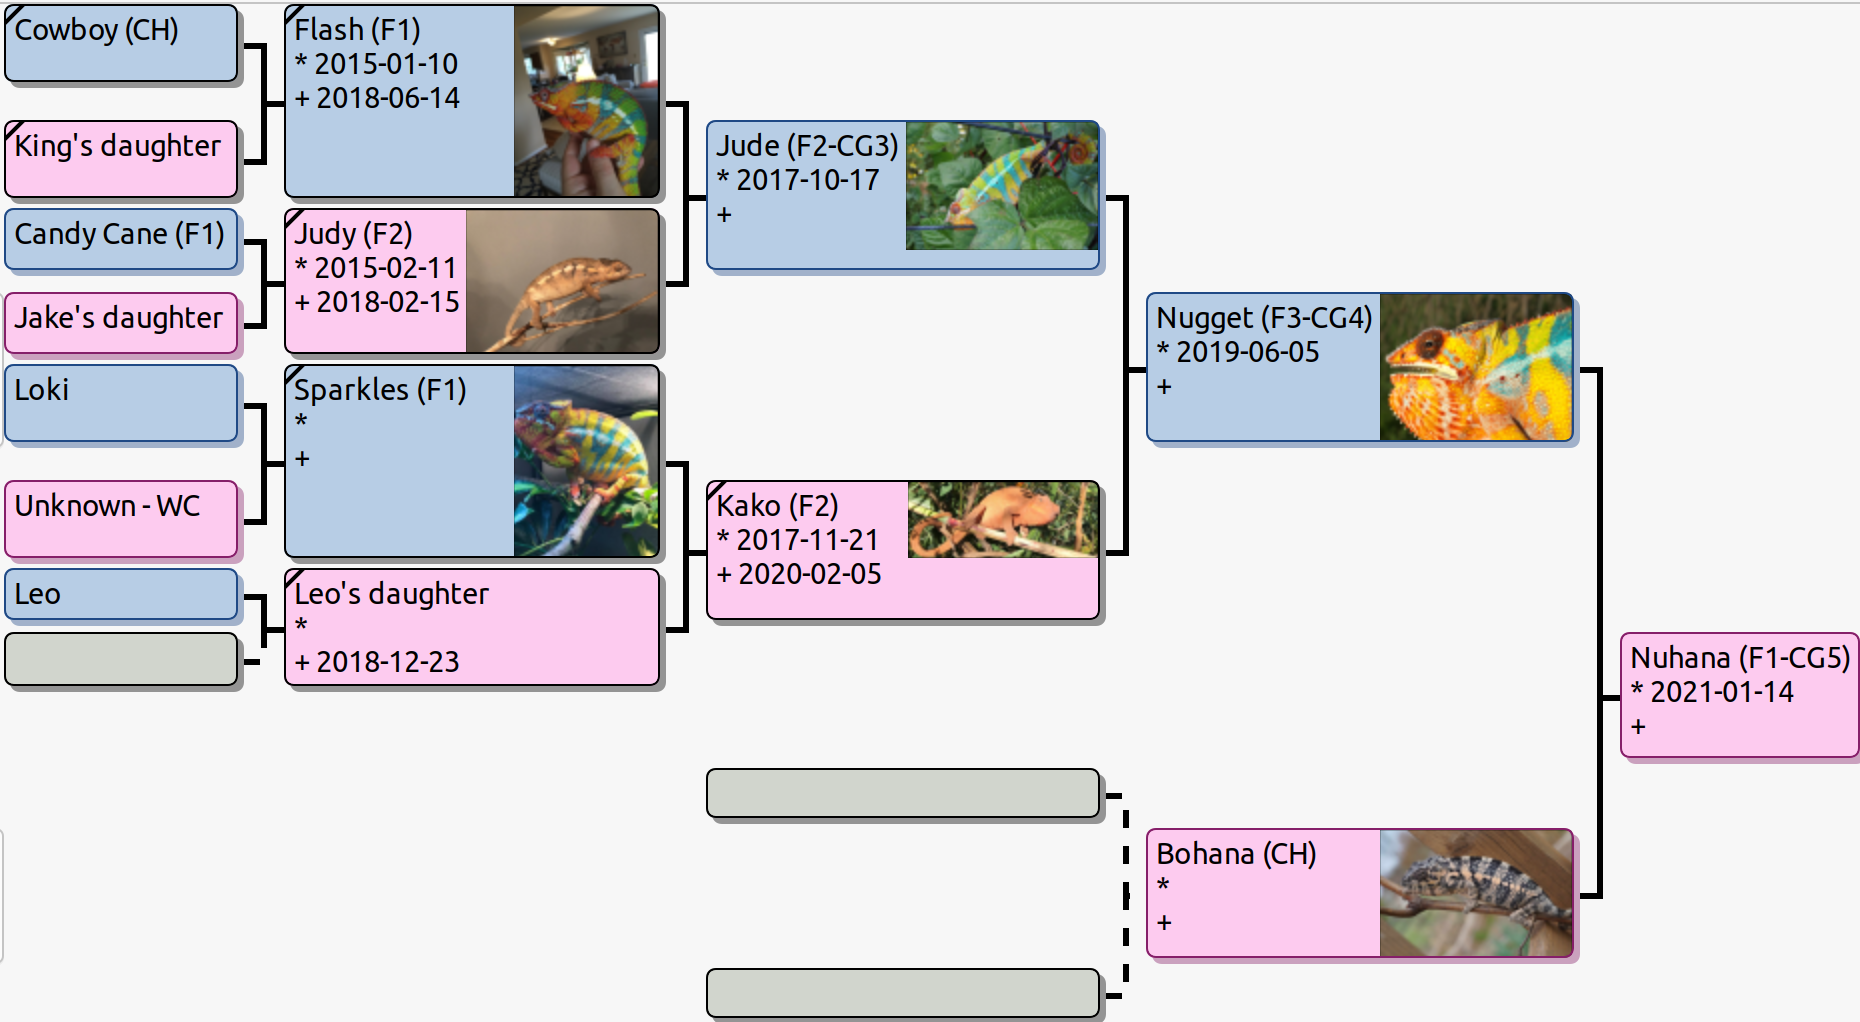 Cowboy (CH)
King's daughter
Candy Cane (F1)
Jake's daughter
Loki
Unknown - WC
Leo
Flash (F1)
* 2015-01-10
+ 2018-06-14
Judy (F2)
* 2015-02-11
+ 2018-02-15
Sparkles (F1)
*
+
Leo's daughter
*
+ 2018-12-23
Jude (F2-CG3)
* 2017-10-17
+
Kako (F2)
* 2017-11-21
+ 2020-02-05
Nugget (F3-CG4)
* 2019-06-05
+
Bohana (CH)
*
+
Nuhana (F1-CG5)
* 2021-01-14
+